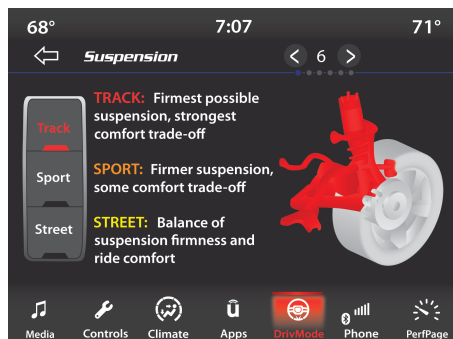 68° 7:07 71°
Suspension < 6 >
TRACK: Firmest possible
suspension, strongest
comfort trade-off
SPORT: Firmer suspension,
some comfort trade-off
STREET: Balance of
suspension firmness and
ride comfort
Track
Sport
Street
Media Controls Climate û Apps DrivMode Phone PerfPage